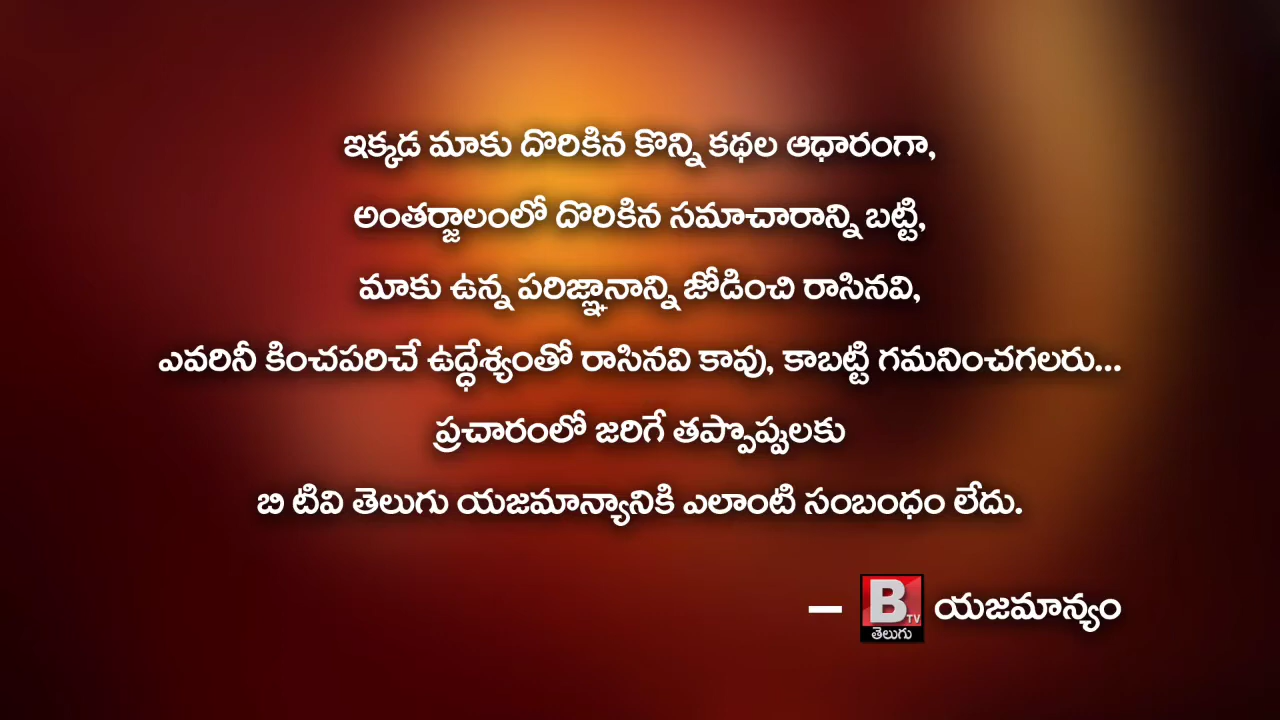 ఇక్కడ మాకు దొరికిన కొన్ని కథల ఆధారంగా,
అంతర్జాలంలో దొరికిన సమాచారాన్ని బట్టి,
మాకు ఉన్న పరిజ్ఞానాన్ని జోడించి రాసినవి,
ఎవరినీ కించపరిచే ఉద్ధేశ్యంతో రాసినవి కావు, కాబట్టి గమనించగలరు...
ప్రచారంలో జరిగే తప్పొప్పులకు
బి టివి తెలుగు యజమాన్యానికి ఎలాంటి సంబంధం లేదు.
– B TV తెలుగు యజమాన్యం